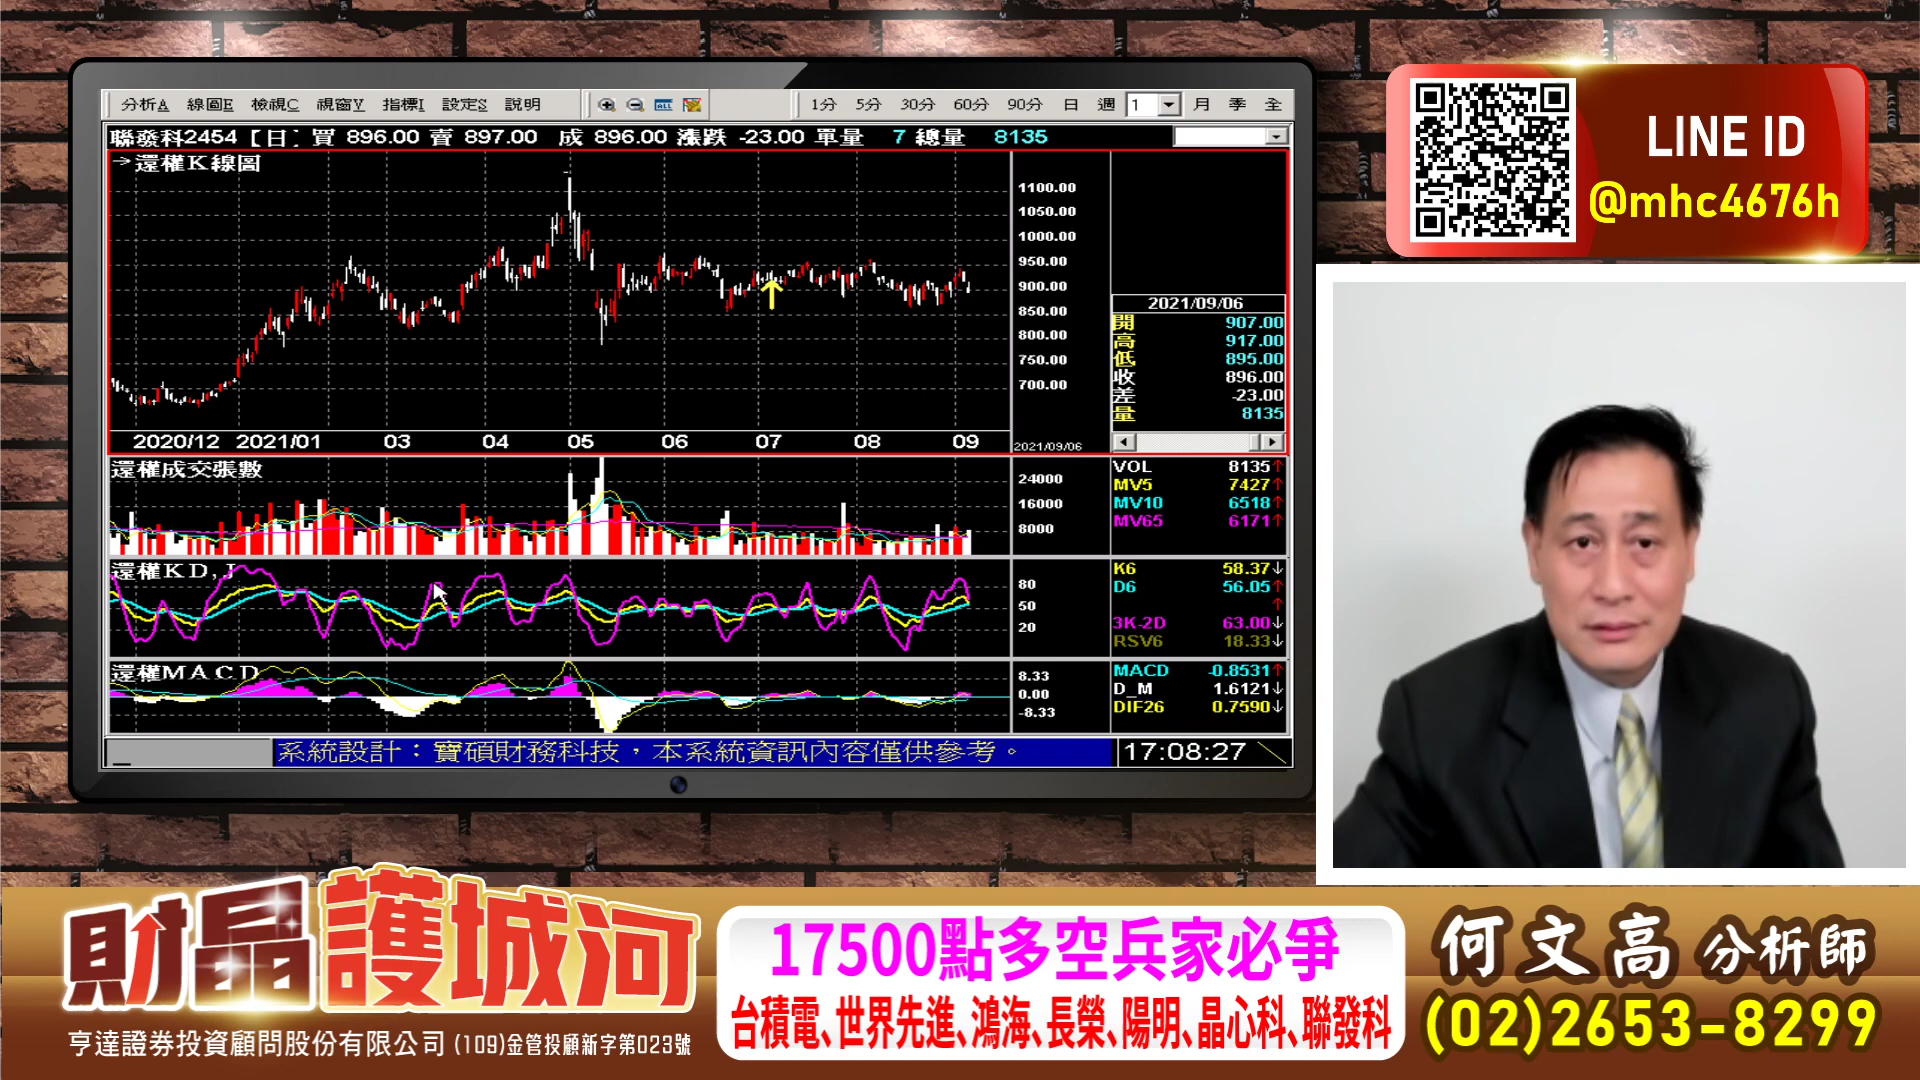 分析A 線圖E 檢視C 視窗V 指標I 設定S 說明 ALL 1分 5分 30分 60分 90分 日 週 1 月 季 全
聯發科2454 [日] 買 896.00 賣 897.00 成 896.00 漲跌 -23.00 單量 7 總量 8135
→還權K線圖
1100.00
1050.00
1000.00
950.00
900.00
850.00
800.00
750.00
700.00
2020/12 2021/01 03 04 05 06 07 08 09
2021/09/06
2021/09/06
開 907.00
高 917.00
低 895.00
收 896.00
差 -23.00
量 8135
還權成交張數
24000
16000
8000
VOL 8135↑
MV5 7427↑
MV10 6518↑
MV65 6171↑
還權KD,J
80
50
20
K6 58.37↓
D6 56.05↑
↑
3K-2D 63.00↓
RSV6 18.33↓
還權MACD
8.33
0.00
-8.33
MACD -0.8531↑
D_M 1.6121↓
DIF26 0.7590↓
系統設計：寶碩財務科技，本系統資訊內容僅供參考。
17:08:27
LINE ID
@mhc4676h
財晶護城河
亨達證券投資顧問股份有限公司 (109)金管投顧新字第023號
17500點多空兵家必爭
台積電、世界先進、鴻海、長榮、陽明、晶心科、聯發科
何文高 分析師
(02)2653-8299